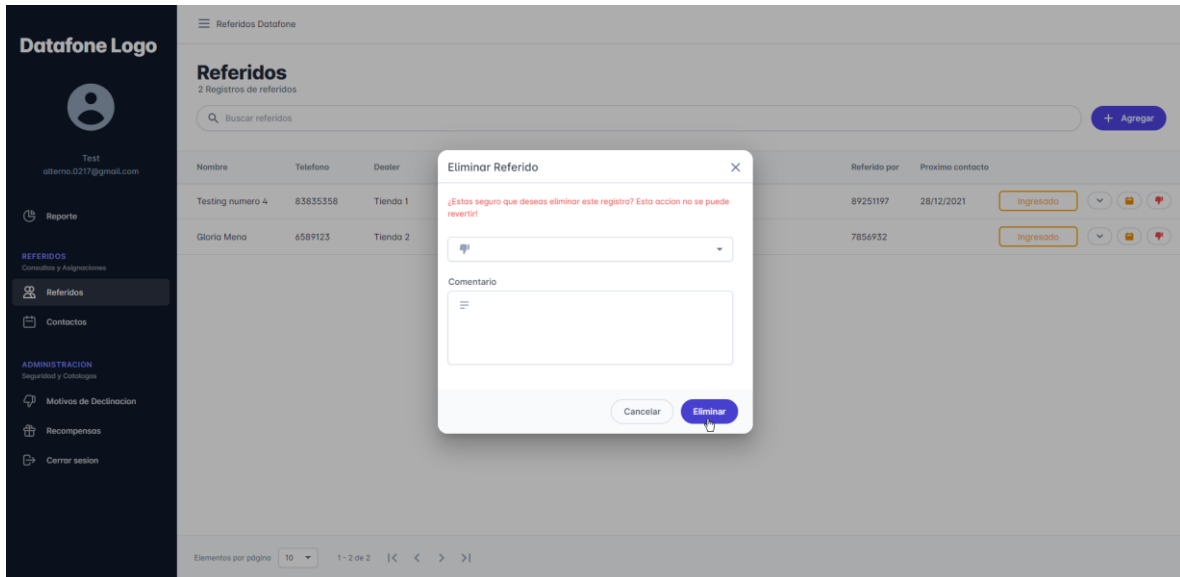 Datafone Logo
Test
alterno.0217@gmail.com
Reporte
REFERIDOS
Consultas y Asignaciones
Referidos
Contactos
ADMINISTRACION
Seguridad y Catalogos
Motivos de Declinacion
Recompensas
Cerrar sesion
Referidos Datafone
Referidos
2 Registros de referidos
Buscar referidos
Agregar
Nombre Telefono Dealer Referido por Proximo contacto
Testing numero 4 83835358 Tienda 1 89251197 28/12/2021 Ingresado
Gloria Mena 6589123 Tienda 2 7856932 Ingresado
Eliminar Referido
¿Estas seguro que deseas eliminar este registro? Esta accion no se puede
revertir!
Comentario
Cancelar Eliminar
Elementos por página 10 1 - 2 de 2